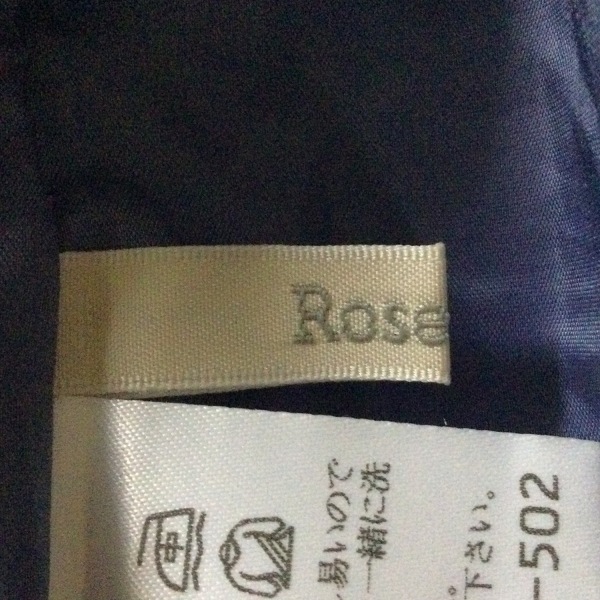 Rose
中
易いので
一緒に洗
下さい。
-502